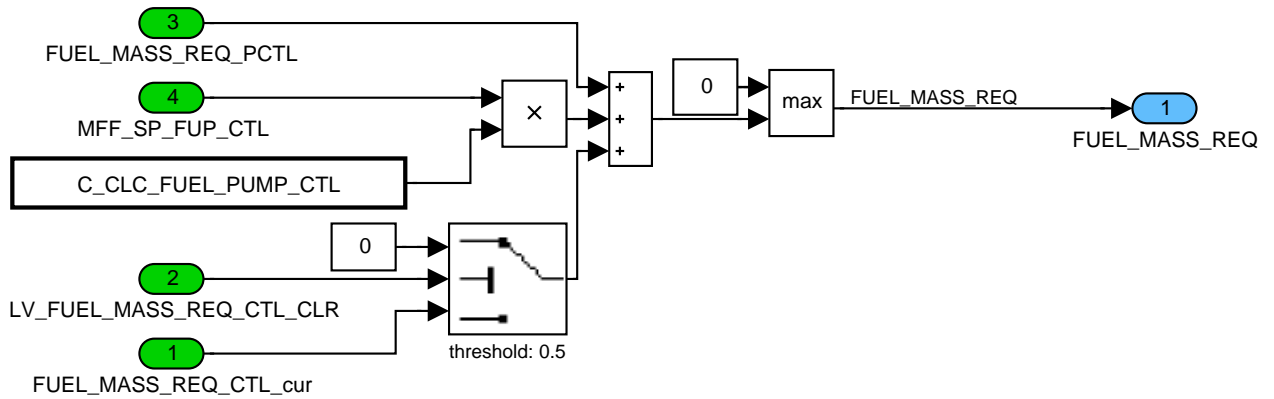 3
FUEL_MASS_REQ_PCTL
4
MFF_SP_FUP_CTL
×
C_CLC_FUEL_PUMP_CTL
+
+
+
0
max
FUEL_MASS_REQ
1
FUEL_MASS_REQ
0
2
LV_FUEL_MASS_REQ_CTL_CLR
threshold: 0.5
1
FUEL_MASS_REQ_CTL_cur